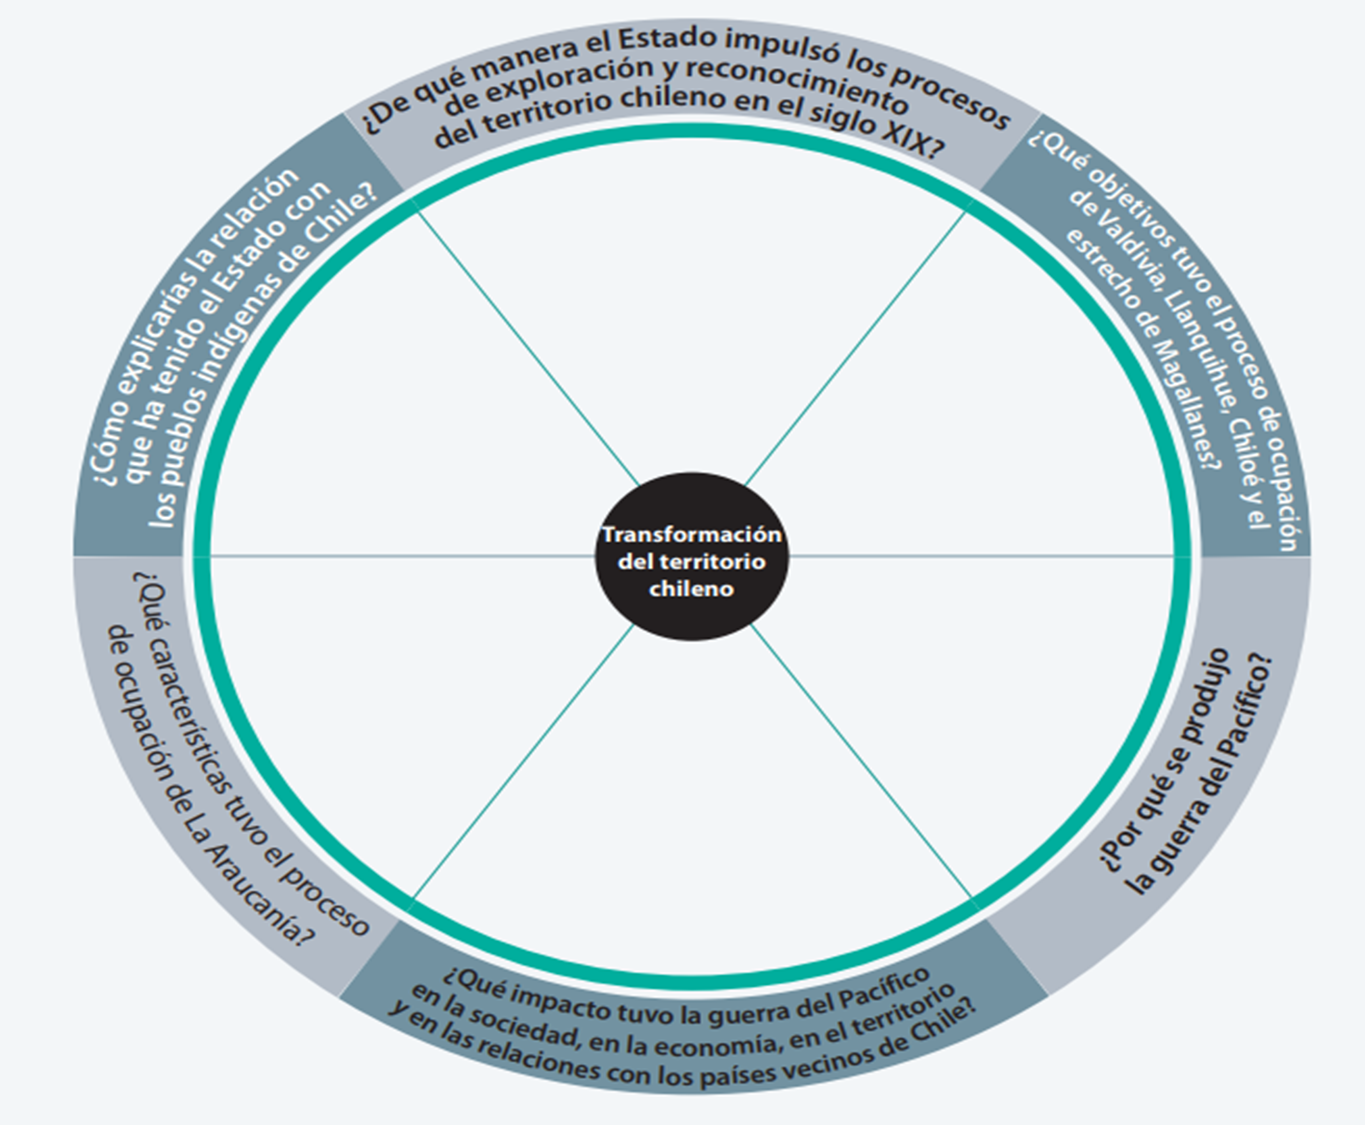 ¿De qué manera el Estado impulsó los procesos
de exploración y reconocimiento
del territorio chileno en el siglo XIX?
¿Qué objetivos tuvo el proceso de ocupación
de Valdivia, Llanquihue, Chiloé y el
estrecho de Magallanes?
¿Por qué se produjo
la guerra del Pacífico?
¿Qué impacto tuvo la guerra del Pacífico
en la sociedad, en la economía, en el territorio
y en las relaciones con los países vecinos de Chile?
¿Qué características tuvo el proceso
de ocupación de La Araucanía?
¿Cómo explicarías la relación
que ha tenido el Estado con
los pueblos indígenas de Chile?
Transformación
del territorio
chileno